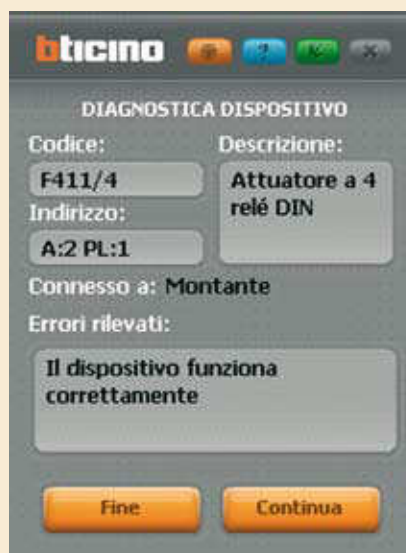 bticino
DIAGNOSTICA DISPOSITIVO
Codice:
F411/4
Descrizione:
Attuatore a 4
relé DIN
Indirizzo:
A:2 PL:1
Connesso a: Montante
Errori rilevati:
Il dispositivo funziona
correttamente
Fine
Continua